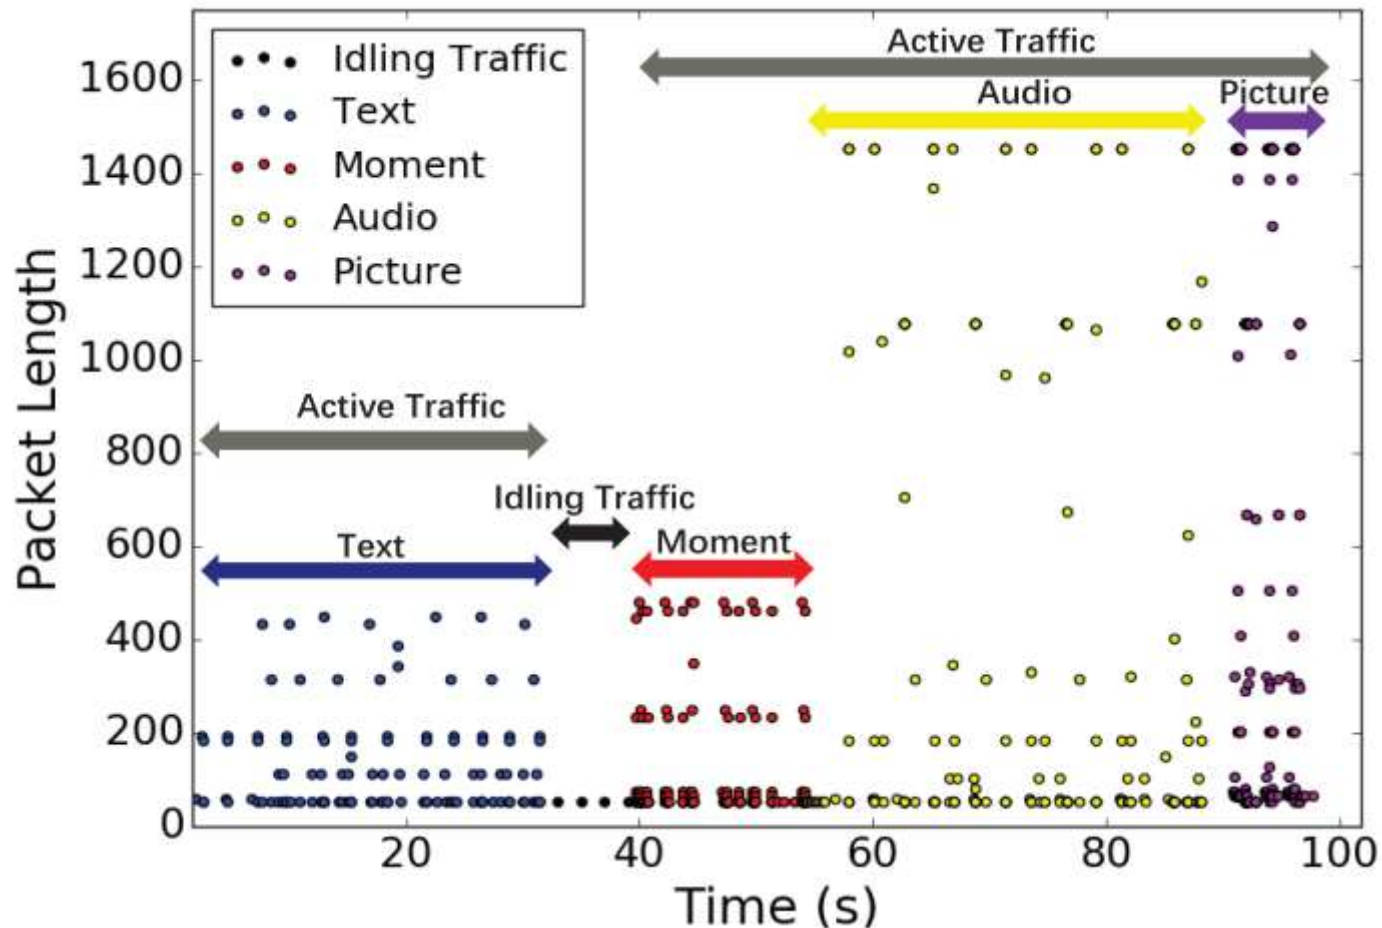 Active Traffic
Audio
Picture
Idling Traffic
Text
Moment
Audio
Picture
Active Traffic
Idling Traffic
Text
Moment
Packet Length
1600
1400
1200
1000
800
600
400
200
0
20
40
60
80
100
Time (s)